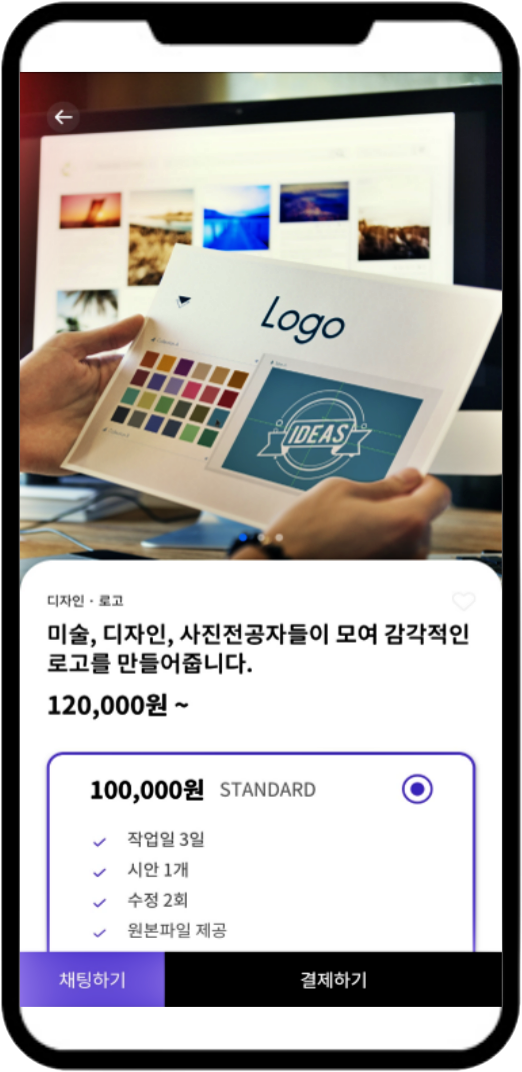 Logo
IDEAS
디자인 · 로고
미술, 디자인, 사진전공자들이 모여 감각적인
로고를 만들어줍니다.
120,000원 ~
100,000원 STANDARD
작업일 3일
시안 1개
수정 2회
원본파일 제공
채팅하기 결제하기